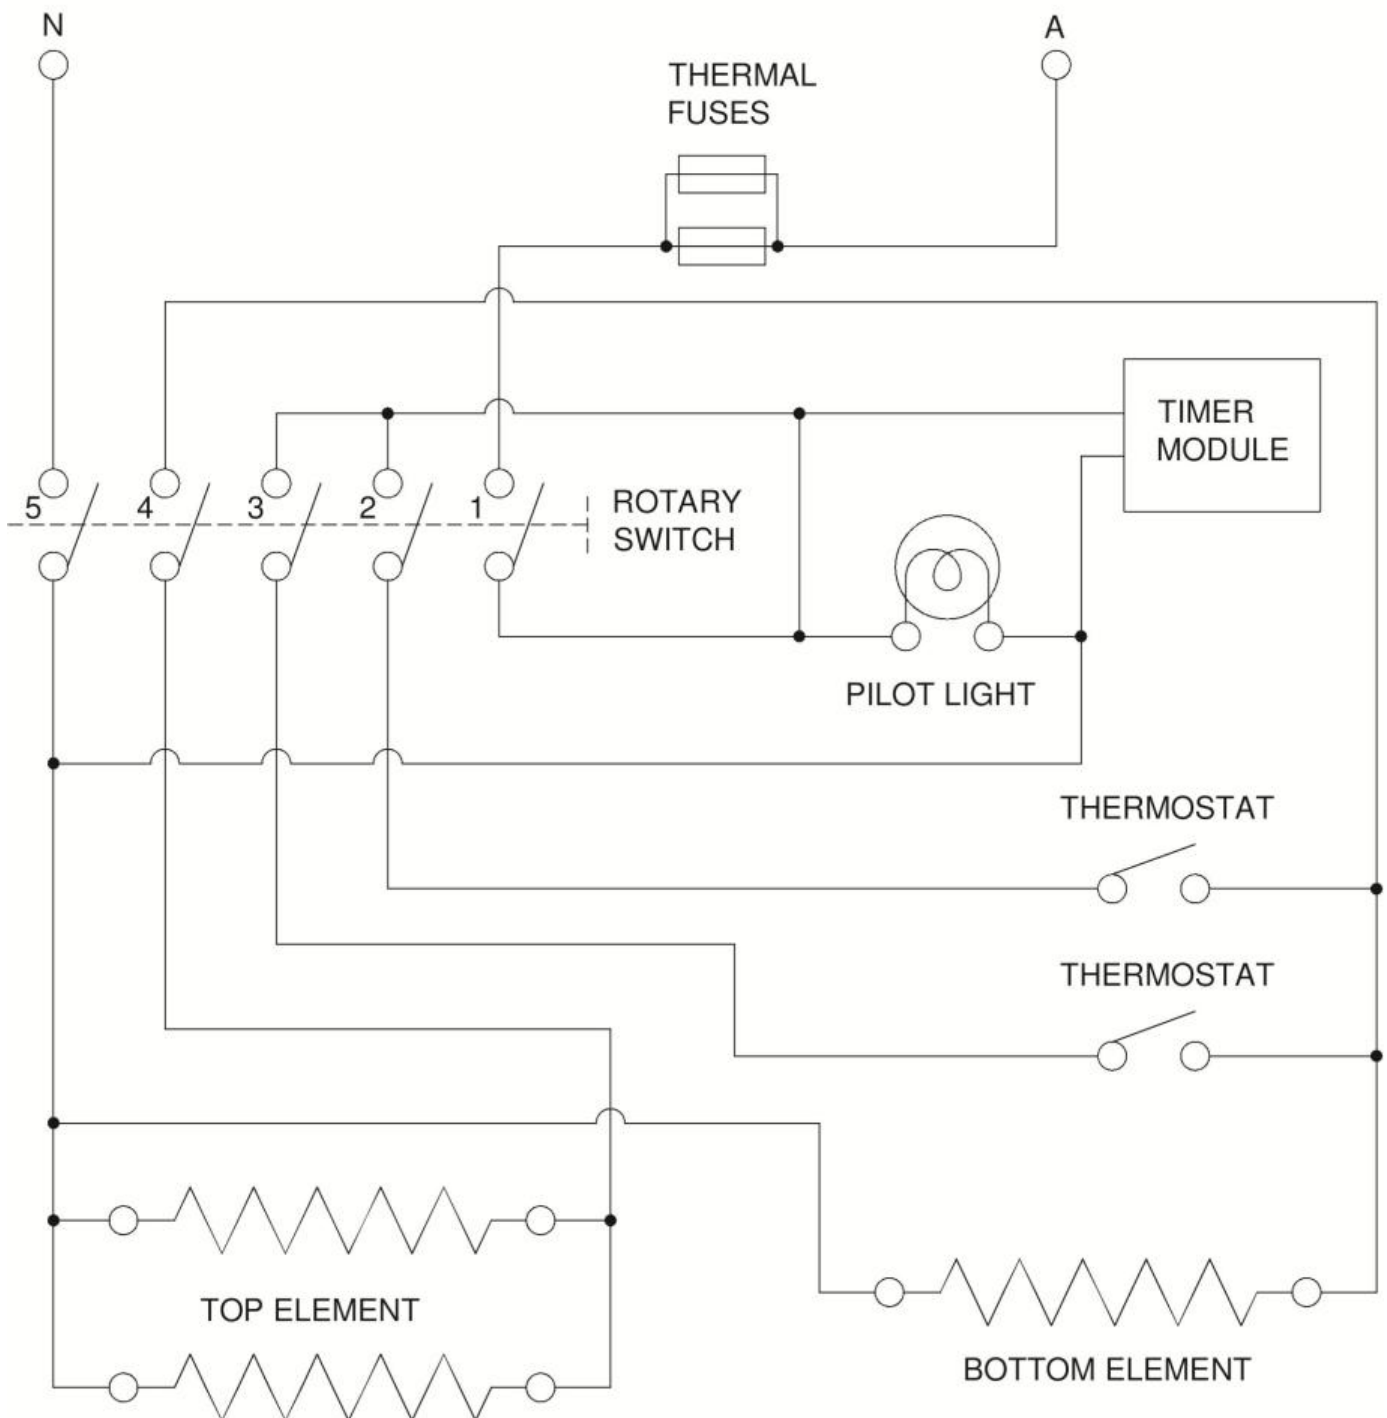 N
A
THERMAL
FUSES
TIMER
MODULE
5
4
3
2
1
ROTARY
SWITCH
PILOT LIGHT
THERMOSTAT
THERMOSTAT
TOP ELEMENT
BOTTOM ELEMENT